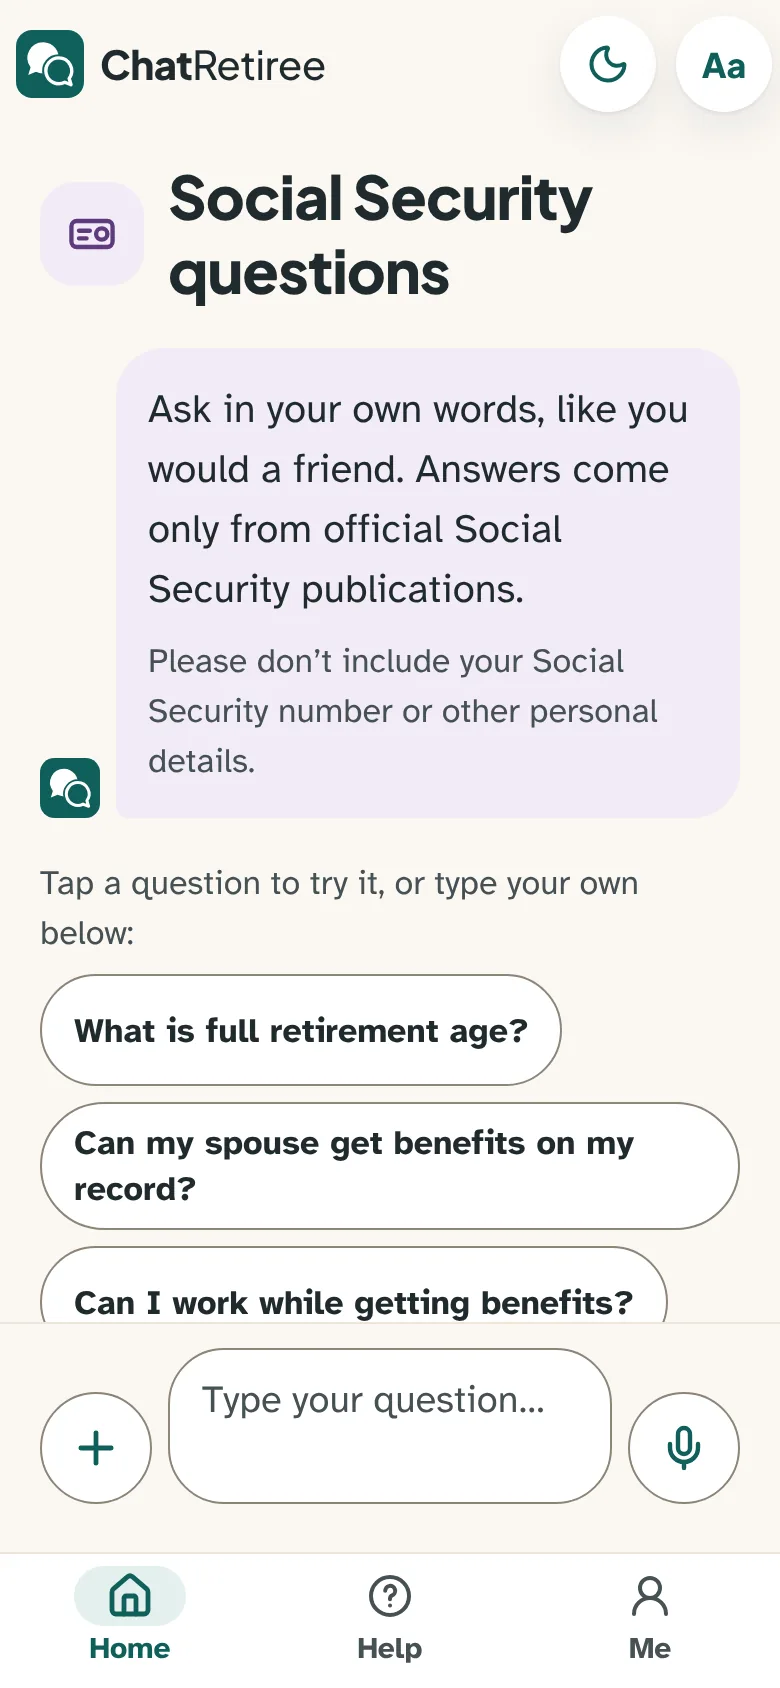 ChatRetiree
Aa
Social Security
questions
Ask in your own words, like you
would a friend. Answers come
only from official Social
Security publications.
Please don’t include your Social
Security number or other personal
details.
Tap a question to try it, or type your own
below:
What is full retirement age?
Can my spouse get benefits on my
record?
Can I work while getting benefits?
Type your question...
Home
Help
Me